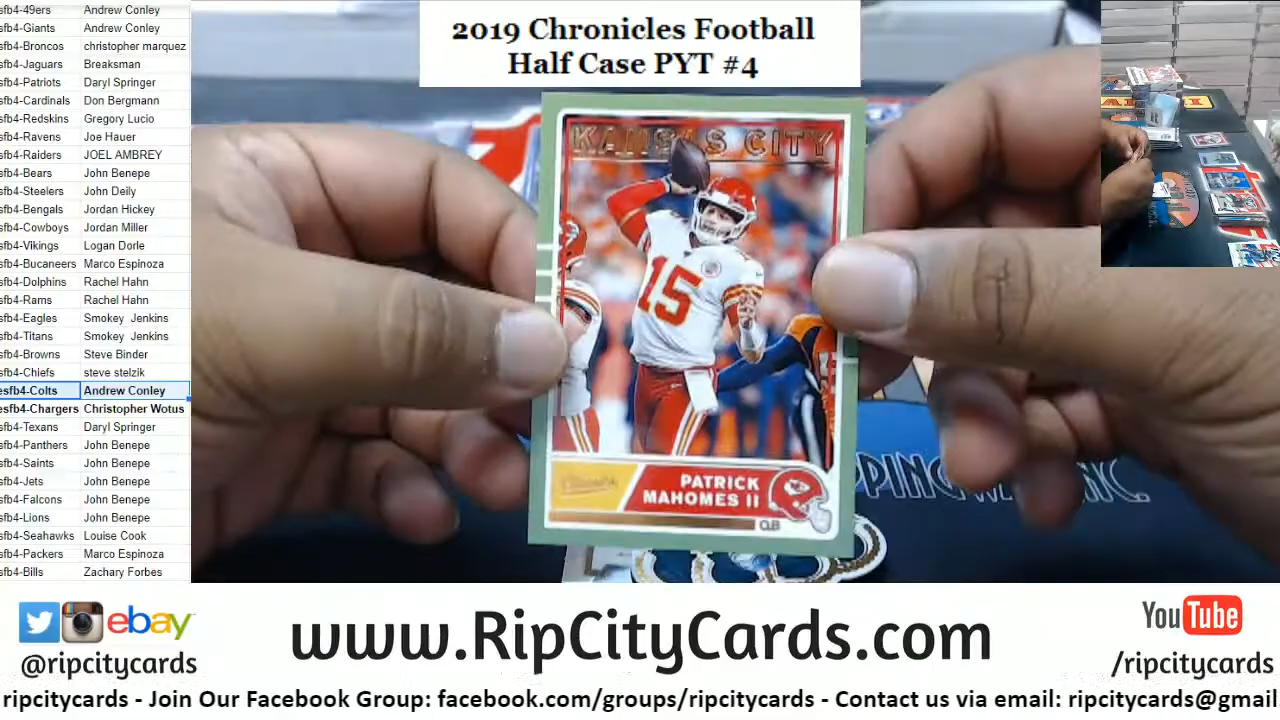 sfb4-49ers Andrew Conley
sfb4-Giants Andrew Conley
sfb4-Broncos christopher marquez
sfb4-Jaguars Breaksman
sfb4-Patriots Daryl Springer
sfb4-Cardinals Don Bergmann
sfb4-Redskins Gregory Lucio
sfb4-Ravens Joe Hauer
sfb4-Raiders JOEL AMBREY
sfb4-Bears John Benepe
sfb4-Steelers John Deily
sfb4-Bengals Jordan Hickey
sfb4-Cowboys Jordan Miller
sfb4-Vikings Logan Dorle
sfb4-Bucaneers Marco Espinoza
sfb4-Dolphins Rachel Hahn
sfb4-Rams Rachel Hahn
sfb4-Eagles Smokey Jenkins
sfb4-Titans Smokey Jenkins
sfb4-Browns Steve Binder
sfb4-Chiefs steve stelzik
esfb4-Colts Andrew Conley
esfb4-Chargers Christopher Wotus
sfb4-Texans Daryl Springer
sfb4-Panthers John Benepe
sfb4-Saints John Benepe
sfb4-Jets John Benepe
sfb4-Falcons John Benepe
sfb4-Lions John Benepe
sfb4-Seahawks Louise Cook
sfb4-Packers Marco Espinoza
sfb4-Bills Zachary Forbes
2019 Chronicles Football
Half Case PYT #4
KANSAS CITY
15
PATRICK
MAHOMES II
QB
ebay
@ripcitycards
www.RipCityCards.com
YouTube
/ripcitycards
ripcitycards - Join Our Facebook Group: facebook.com/groups/ripcitycards - Contact us via email: ripcitycards@gmail